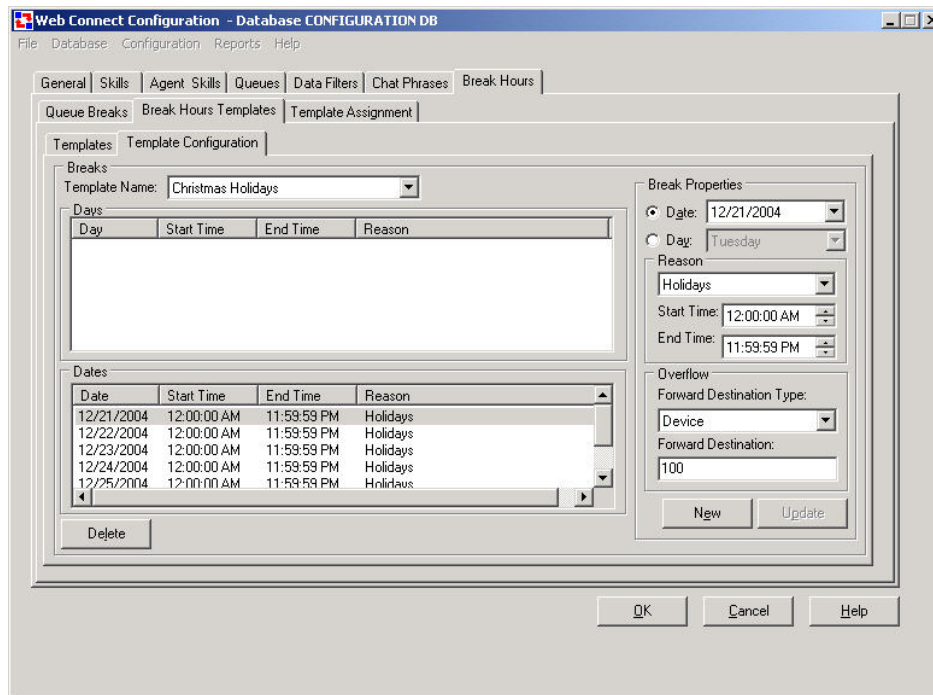 Web Connect Configuration - Database CONFIGURATION DB
File Database Configuration Reports Help
General Skills Agent Skills Queues Data Filters Chat Phrases Break Hours
Queue Breaks Break Hours Templates Template Assignment
Templates Template Configuration
Breaks
Template Name: Christmas Holidays
Days
Day Start Time End Time Reason
Dates
Date Start Time End Time Reason
12/21/2004 12:00:00 AM 11:59:59 PM Holidays
12/22/2004 12:00:00 AM 11:59:59 PM Holidays
12/23/2004 12:00:00 AM 11:59:59 PM Holidays
12/24/2004 12:00:00 AM 11:59:59 PM Holidays
12/25/2004 12:00:00 AM 11:59:59 PM Holidays
Delete
Break Properties
Date: 12/21/2004
Day: Tuesday
Reason
Holidays
Start Time: 12:00:00 AM
End Time: 11:59:59 PM
Overflow
Forward Destination Type:
Device
Forward Destination:
100
New Update
OK Cancel Help